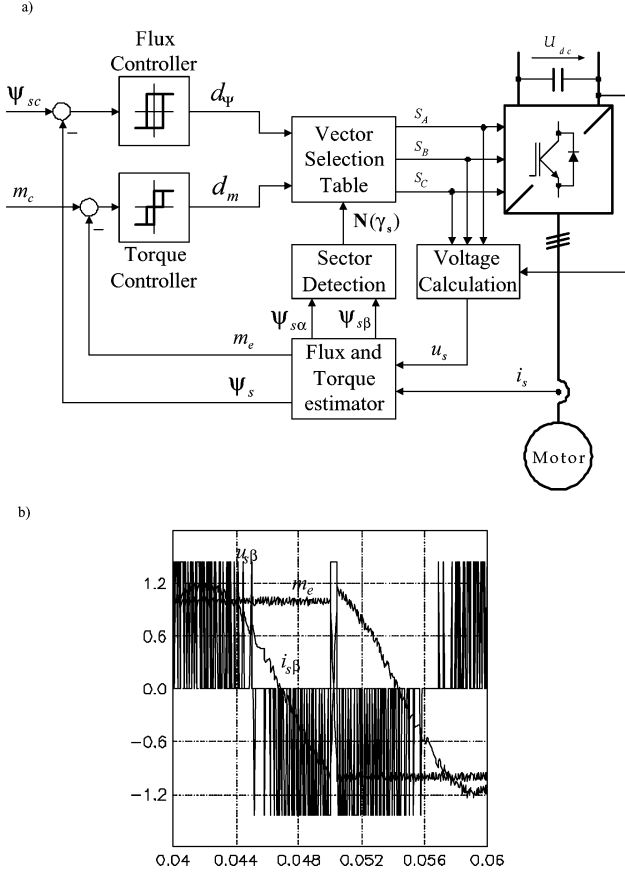 a)
Flux
Controller
U dc
ψsc
dΨ
−
Vector
Selection
Table
SA
SB
SC
mc
dm
−
Torque
Controller
N(γs)
Sector
Detection
Voltage
Calculation
ψsα
ψsβ
me
us
Flux and
Torque
estimator
ψs
is
Motor
b)
usβ
me
isβ
1.2
0.6
0.0
−0.6
−1.2
0.04 0.044 0.048 0.052 0.056 0.06